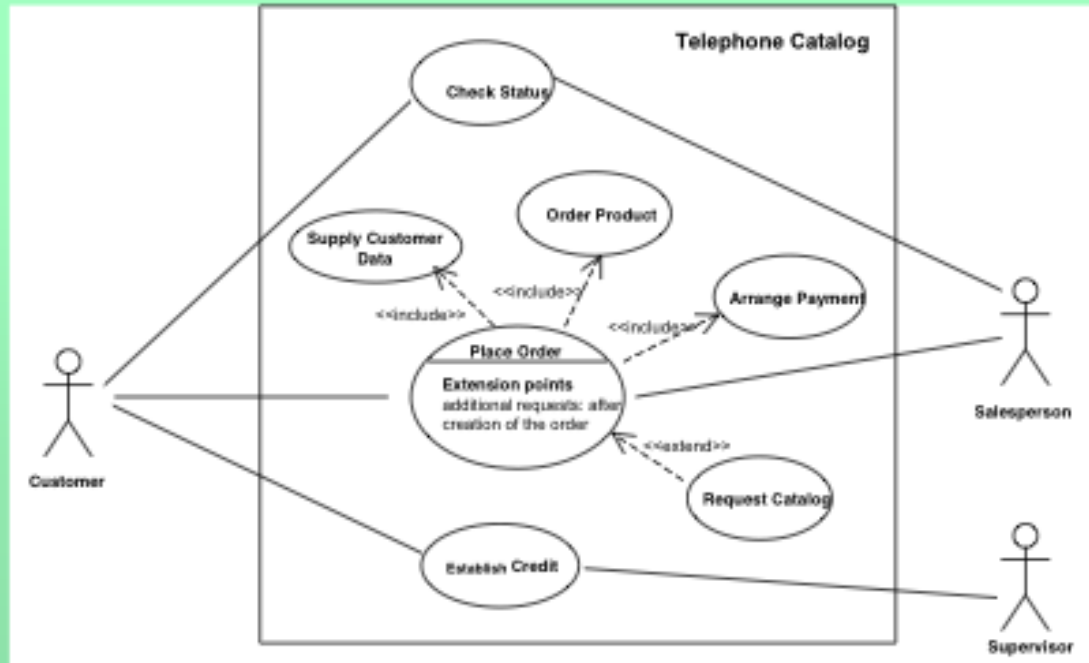 Telephone Catalog
Check Status
Order Product
Supply Customer
Data
<<include>>
Arrange Payment
<<include>>
<<include>>
Place Order
Extension points
additional requests: after
creation of the order
Salesperson
<<extend>>
Customer
Request Catalog
Establish Credit
Supervisor